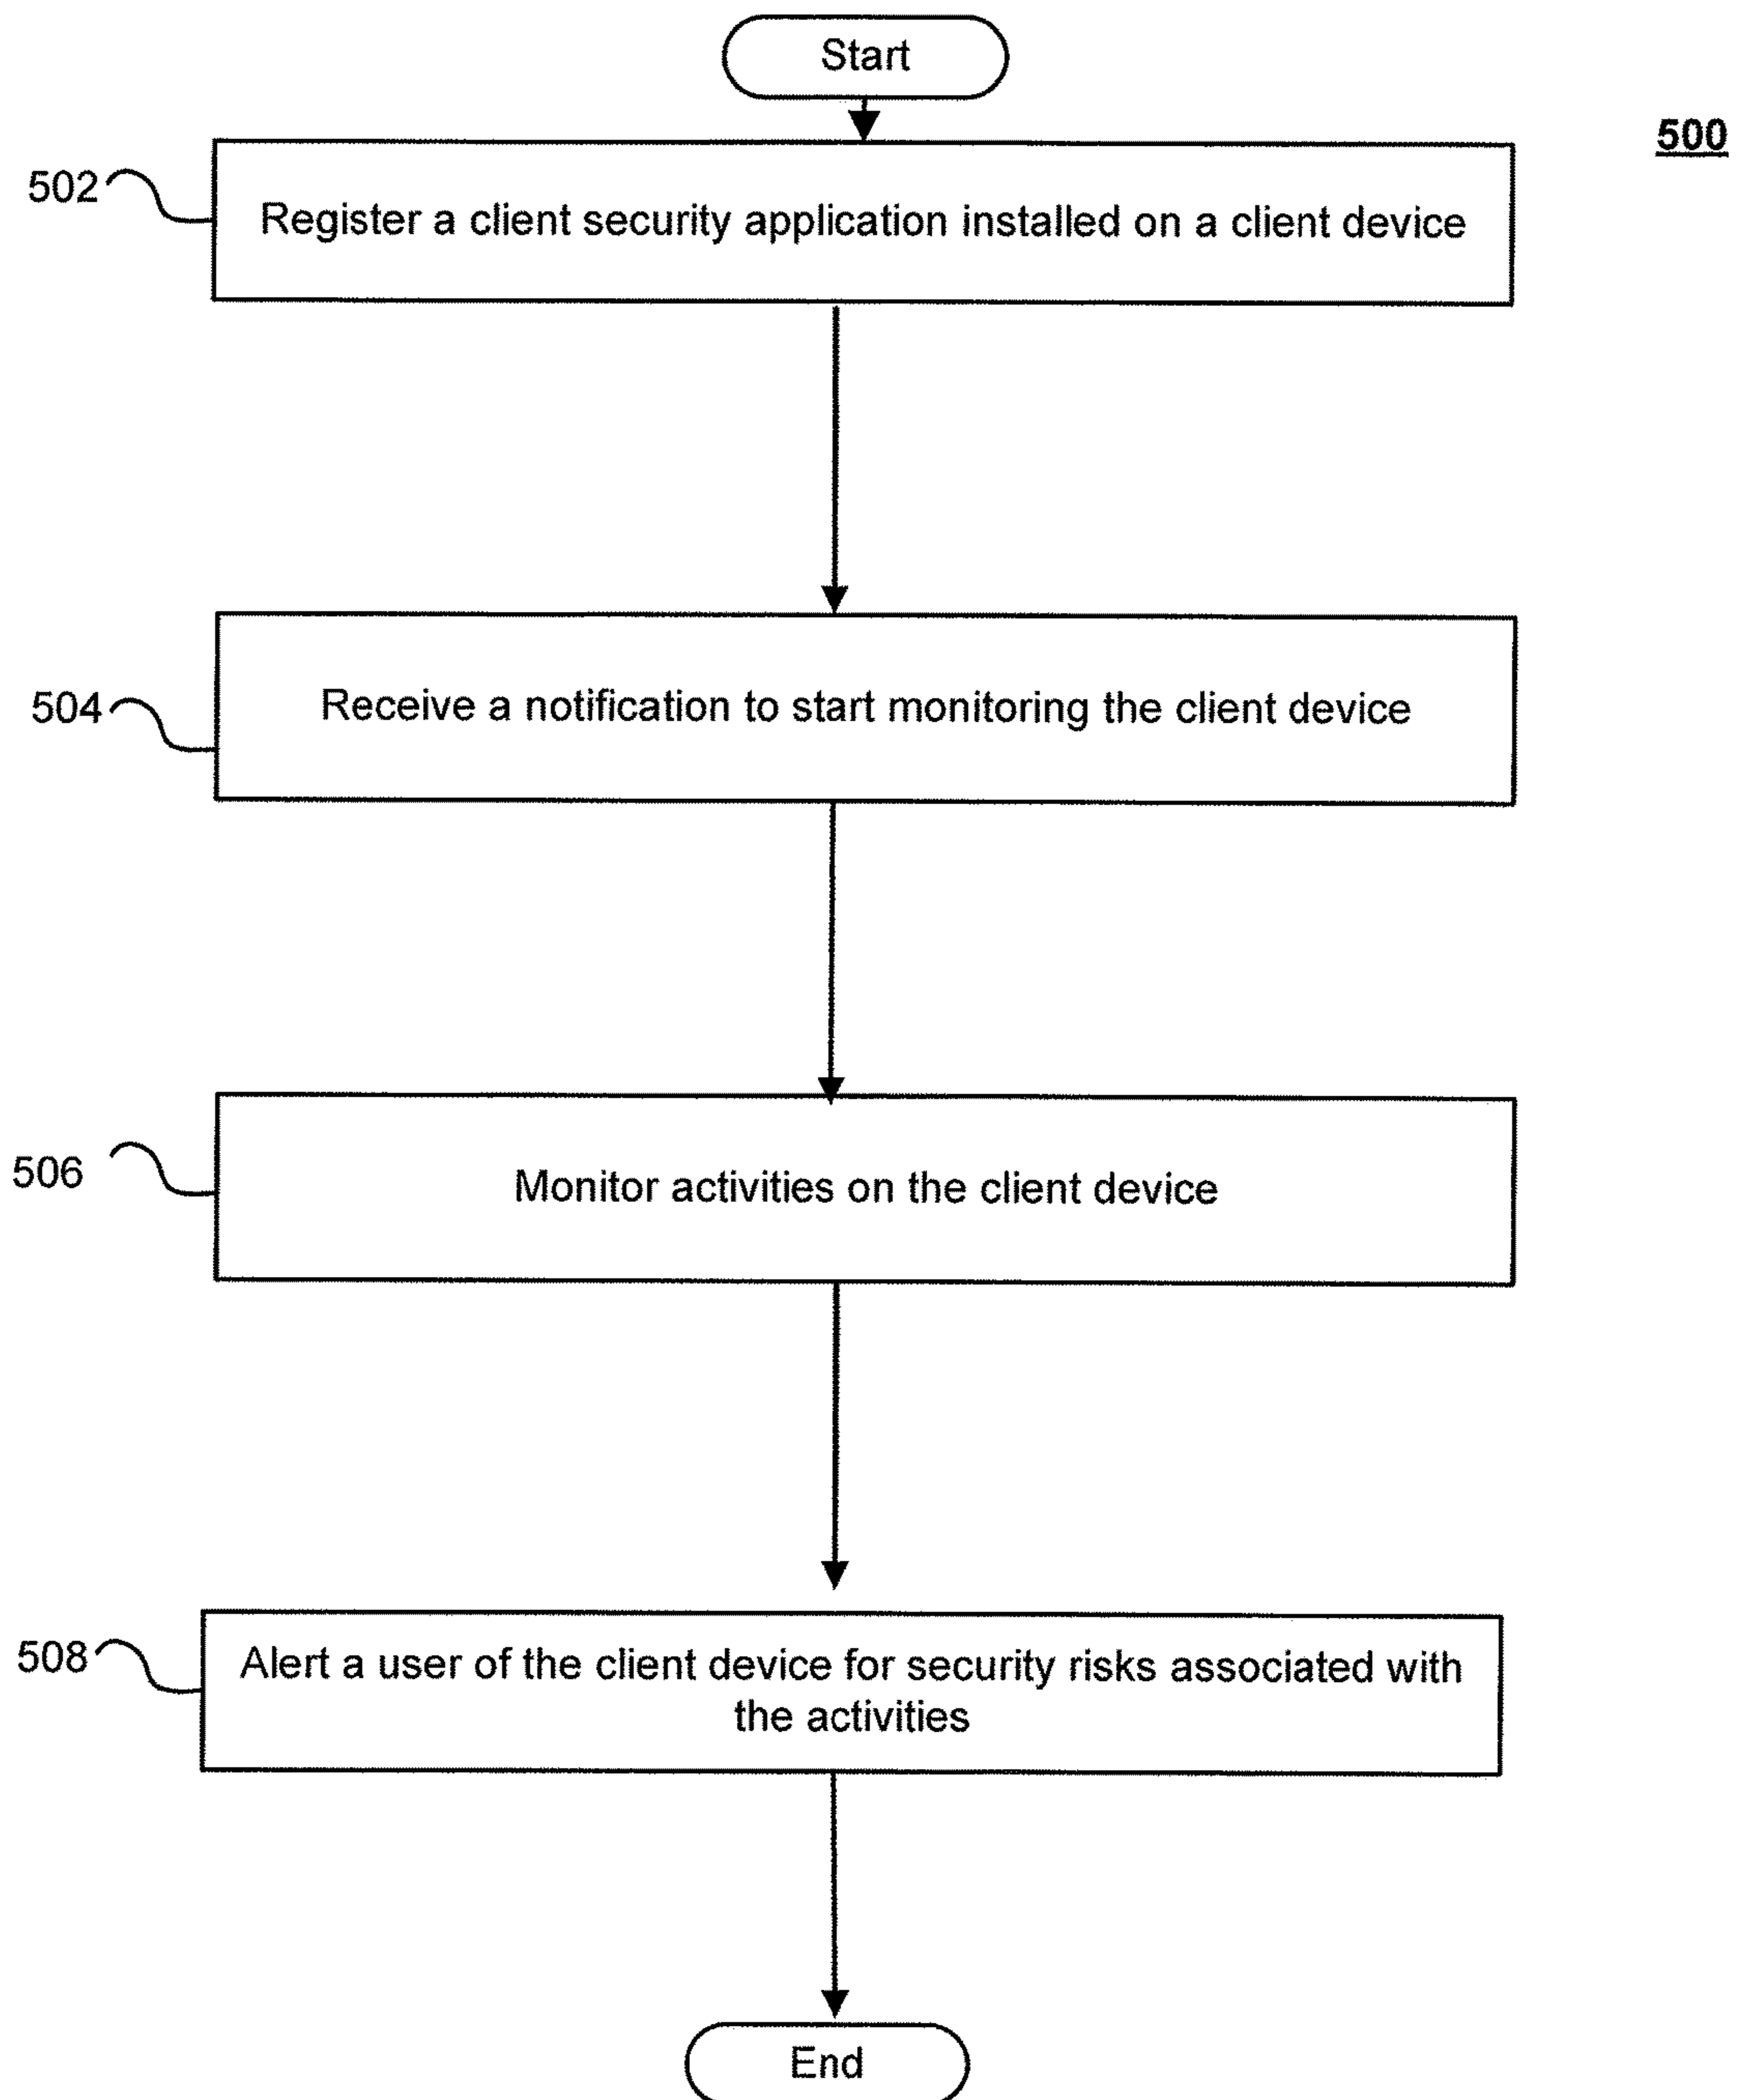 Start
500
502
Register a client security application installed on a client device
504
Receive a notification to start monitoring the client device
506
Monitor activities on the client device
508
Alert a user of the client device for security risks associated with
the activities
End